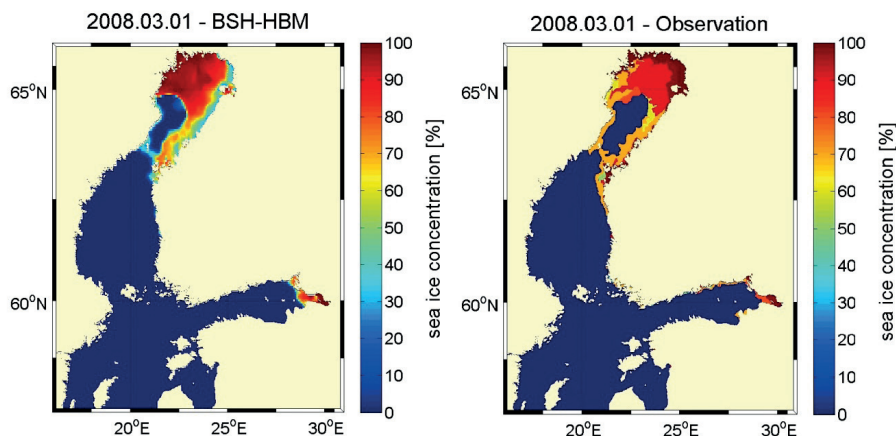 2008.03.01 - BSH-HBM
2008.03.01 - Observation
65°N
60°N
20°E
25°E
30°E
100
90
80
70
60
50
40
30
20
10
0
sea ice concentration [%]
65°N
60°N
20°E
25°E
30°E
100
90
80
70
60
50
40
30
20
10
0
sea ice concentration [%]